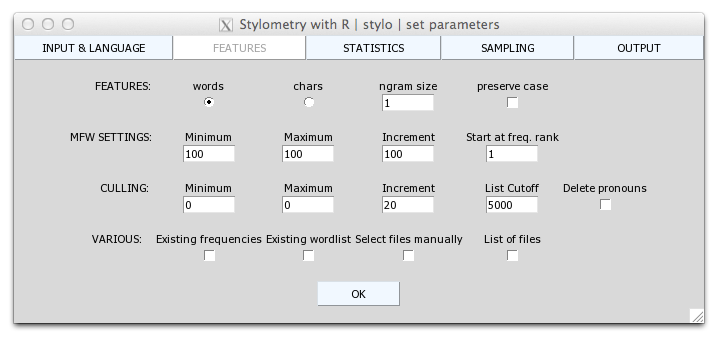 Stylometry with R | stylo | set parameters
INPUT & LANGUAGE FEATURES STATISTICS SAMPLING OUTPUT
FEATURES: words chars ngram size preserve case
1
MFW SETTINGS: Minimum Maximum Increment Start at freq. rank
100 100 100 1
CULLING: Minimum Maximum Increment List Cutoff Delete pronouns
0 0 20 5000
VARIOUS: Existing frequencies Existing wordlist Select files manually List of files
OK